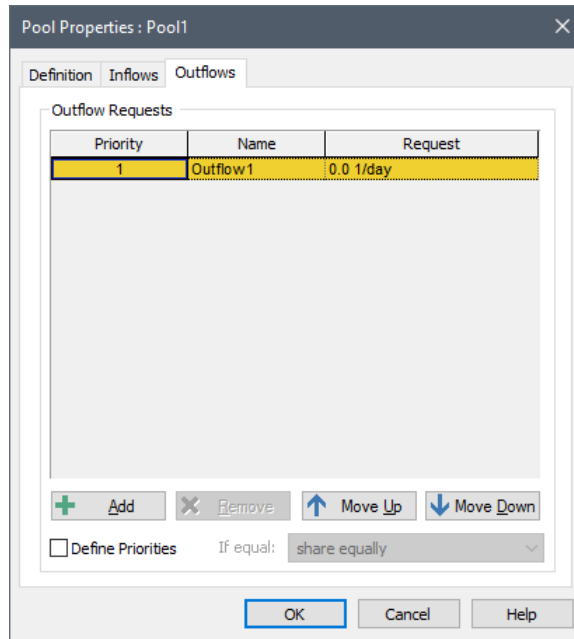 Pool Properties : Pool1
Definition Inflows Outflows
Outflow Requests
Priority Name Request
1 Outflow1 0.0 1/day
Add Remove Move Up Move Down
Define Priorities If equal: share equally
OK Cancel Help